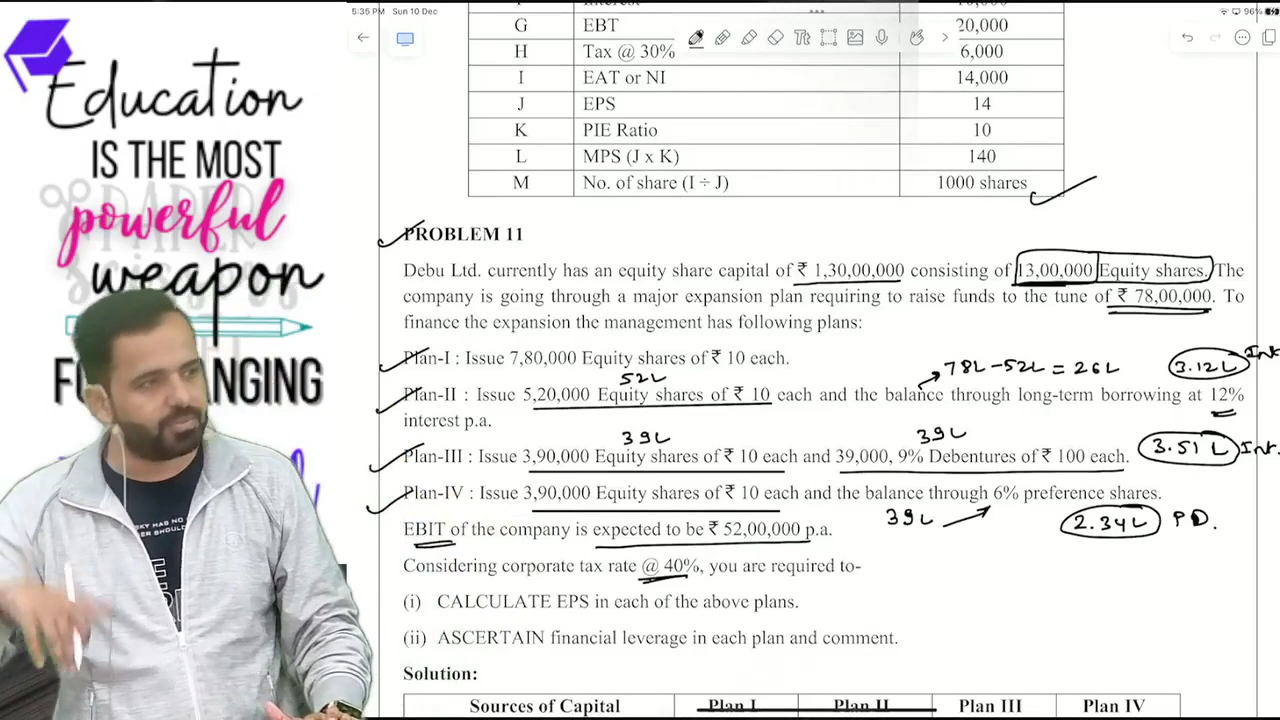 5:35 PM Sun 10 Dec
96%
Education
IS THE MOST
powerful
weapon
G EBT 20,000
H Tax @ 30% 6,000
I EAT or NI 14,000
J EPS 14
K PIE Ratio 10
L MPS (J x K) 140
M No. of share (I ÷ J) 1000 shares
PROBLEM 11
Debu Ltd. currently has an equity share capital of ₹ 1,30,00,000 consisting of 13,00,000 Equity shares. The
company is going through a major expansion plan requiring to raise funds to the tune of ₹ 78,00,000. To
finance the expansion the management has following plans:
Plan-I : Issue 7,80,000 Equity shares of ₹ 10 each.
78L - 52L = 26L 3.12L Int
52L
Plan-II : Issue 5,20,000 Equity shares of ₹ 10 each and the balance through long-term borrowing at 12%
interest p.a.
39L 39L 3.51 L Int.
Plan-III : Issue 3,90,000 Equity shares of ₹ 10 each and 39,000, 9% Debentures of ₹ 100 each.
Plan-IV : Issue 3,90,000 Equity shares of ₹ 10 each and the balance through 6% preference shares.
39L 2.34L PD.
EBIT of the company is expected to be ₹ 52,00,000 p.a.
Considering corporate tax rate @ 40%, you are required to-
(i) CALCULATE EPS in each of the above plans.
(ii) ASCERTAIN financial leverage in each plan and comment.
Solution:
Sources of Capital Plan I Plan II Plan III Plan IV